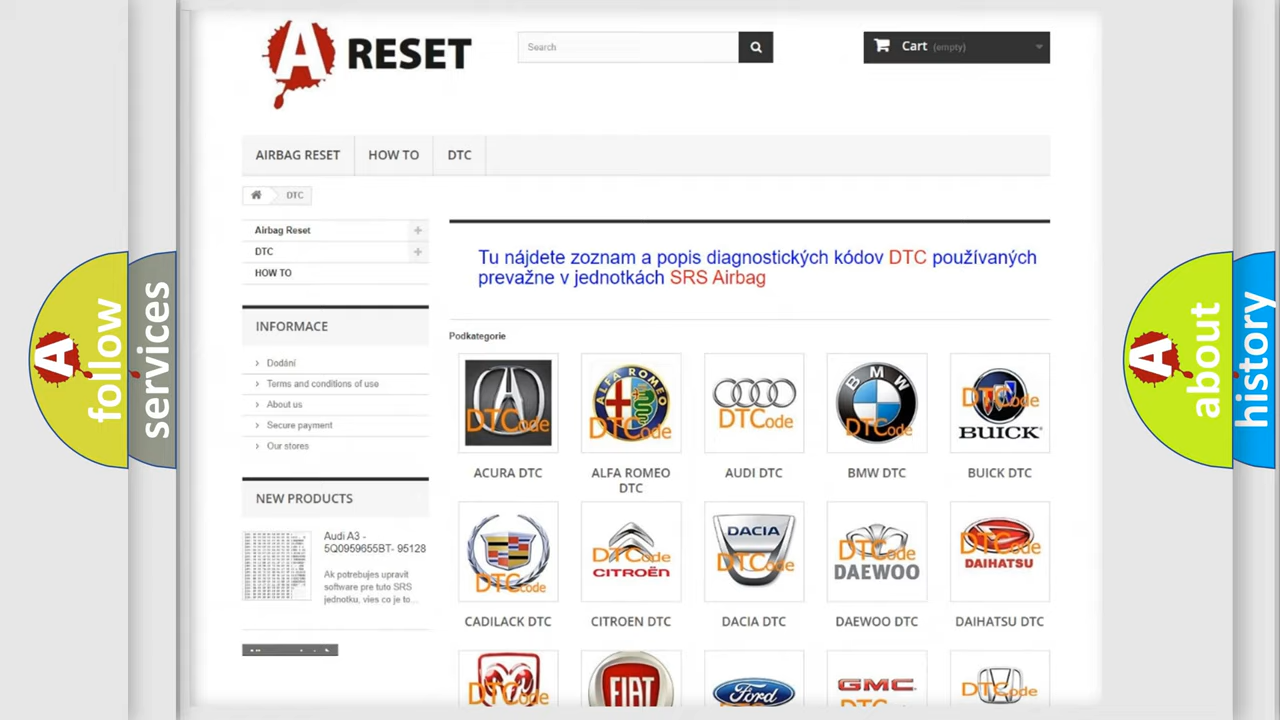 A RESET
Search
Cart (empty)
AIRBAG RESET
HOW TO
DTC
DTC
Airbag Reset
DTC
HOW TO
Tu nájdete zoznam a popis diagnostických kódov DTC používaných
prevažne v jednotkách SRS Airbag
INFORMACE
Dodání
Terms and conditions of use
About us
Secure payment
Our stores
NEW PRODUCTS
Audi A3 -
5Q0959655BT- 95128
Ak potrebujes upravit
software pre tuto SRS
jednotku, vies co je to...
Podkategorie
DTCode
ALFA ROMEO
DTCode
DTCode
BMW
DTCode
DTCode
BUICK
ACURA DTC
ALFA ROMEO
DTC
AUDI DTC
BMW DTC
BUICK DTC
DTCode
DTCode
CITROËN
DACIA
DTCode
DTCode
DAEWOO
DTCode
DAIHATSU
CADILACK DTC
CITROEN DTC
DACIA DTC
DAEWOO DTC
DAIHATSU DTC
DTCode
FIAT
Ford
GMC
DTCode
A follow
services
A about
history